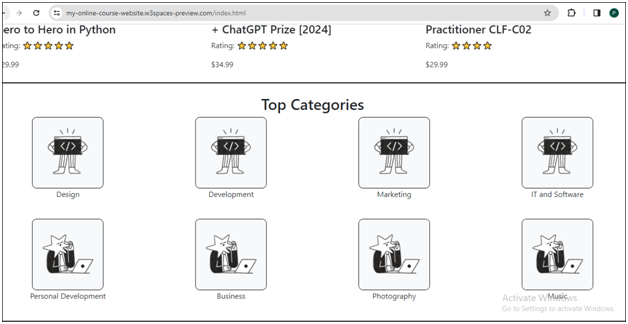 my-online-course-website.w3spaces-preview.com/index.html
P
ero to Hero in Python
+ ChatGPT Prize [2024]
Practitioner CLF-C02
Rating:
Rating:
Rating:
29.99
$34.99
$29.99
Top Categories
</>
</>
</>
</>
Design
Development
Marketing
IT and Software
Personal Development
Business
Photography
Music
Activate Windows
Go to Settings to activate Windows.